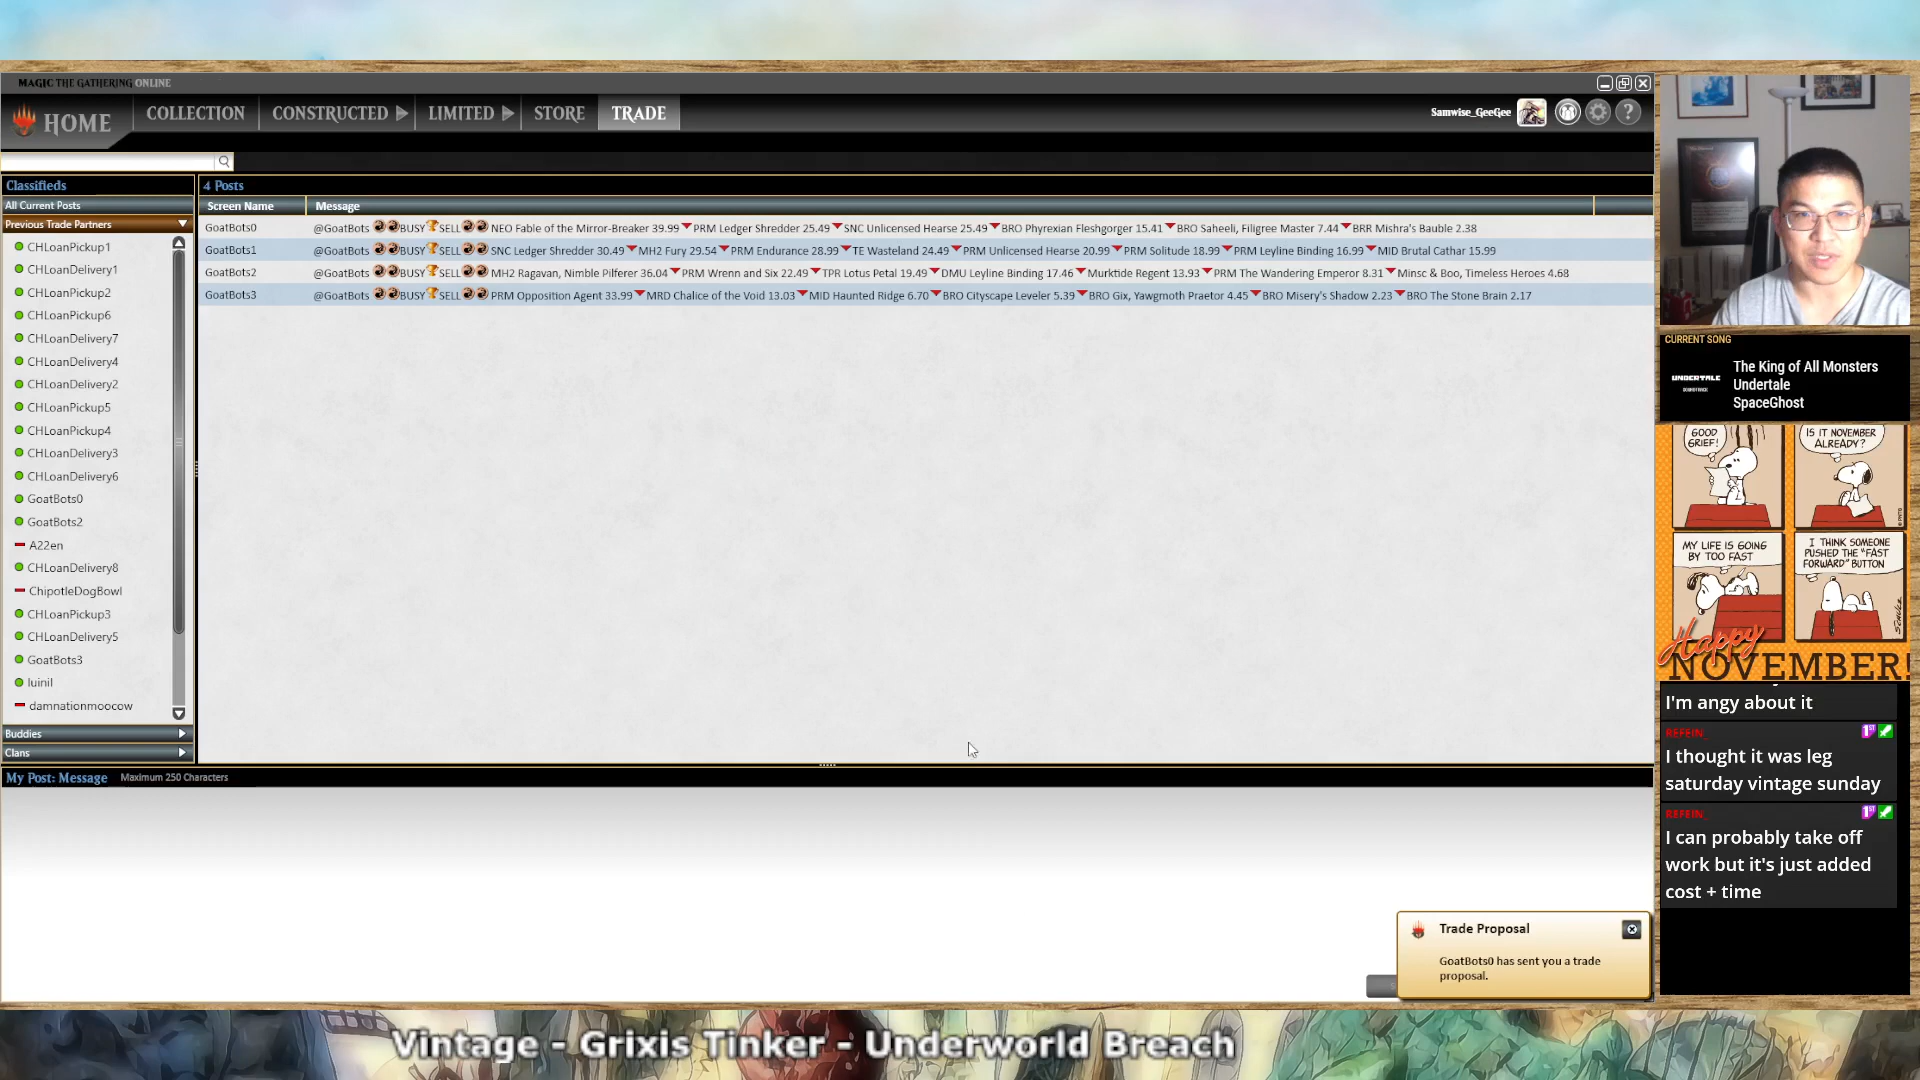 MAGIC THE GATHERING ONLINE
HOME
COLLECTION
CONSTRUCTED
LIMITED
STORE
TRADE
Samwise_GeeGee
?
Classifieds
4 Posts
All Current Posts
Screen Name
Message
Previous Trade Partners
CHLoanPickup1
CHLoanDelivery1
CHLoanPickup2
CHLoanPickup6
CHLoanDelivery7
CHLoanDelivery4
CHLoanDelivery2
CHLoanPickup5
CHLoanPickup4
CHLoanDelivery3
CHLoanDelivery6
GoatBots0
GoatBots2
A22en
CHLoanDelivery8
ChipotleDogBowl
CHLoanPickup3
CHLoanDelivery5
GoatBots3
luinil
damnationmoocow
Buddies
Clans
GoatBots0 @GoatBots BUSY SELL NEO Fable of the Mirror-Breaker 39.99 PRM Ledger Shredder 25.49 SNC Unlicensed Hearse 25.49 BRO Phyrexian Fleshgorger 15.41 BRO Saheeli, Filigree Master 7.44 BRR Mishra's Bauble 2.38
GoatBots1 @GoatBots BUSY SELL SNC Ledger Shredder 30.49 MH2 Fury 29.54 PRM Endurance 28.99 TE Wasteland 24.49 PRM Unlicensed Hearse 20.99 PRM Solitude 18.99 PRM Leyline Binding 16.99 MID Brutal Cathar 15.99
GoatBots2 @GoatBots BUSY SELL MH2 Ragavan, Nimble Pilferer 36.04 PRM Wrenn and Six 22.49 TPR Lotus Petal 19.49 DMU Leyline Binding 17.46 Murktide Regent 13.93 PRM The Wandering Emperor 8.31 Minsc & Boo, Timeless Heroes 4.68
GoatBots3 @GoatBots BUSY SELL PRM Opposition Agent 33.99 MRD Chalice of the Void 13.03 MID Haunted Ridge 6.70 BRO Cityscape Leveler 5.39 BRO Gix, Yawgmoth Praetor 4.45 BRO Misery's Shadow 2.23 BRO The Stone Brain 2.17
My Post: Message Maximum 250 Characters
Trade Proposal
GoatBots0 has sent you a trade
proposal.
CURRENT SONG
UNDERTALE
SOUNDTRACK
The King of All Monsters
Undertale
SpaceGhost
GOOD
GRIEF!
IS IT NOVEMBER
ALREADY?
MY LIFE IS GOING
BY TOO FAST
I THINK SOMEONE
PUSHED THE "FAST
FORWARD" BUTTON
SCHULZ
Happy
NOVEMBER!
I'm angy about it
REFEIN_
1ST
I thought it was leg
saturday vintage sunday
REFEIN_
1ST
I can probably take off
work but it's just added
cost + time
Vintage - Grixis Tinker - Underworld Breach